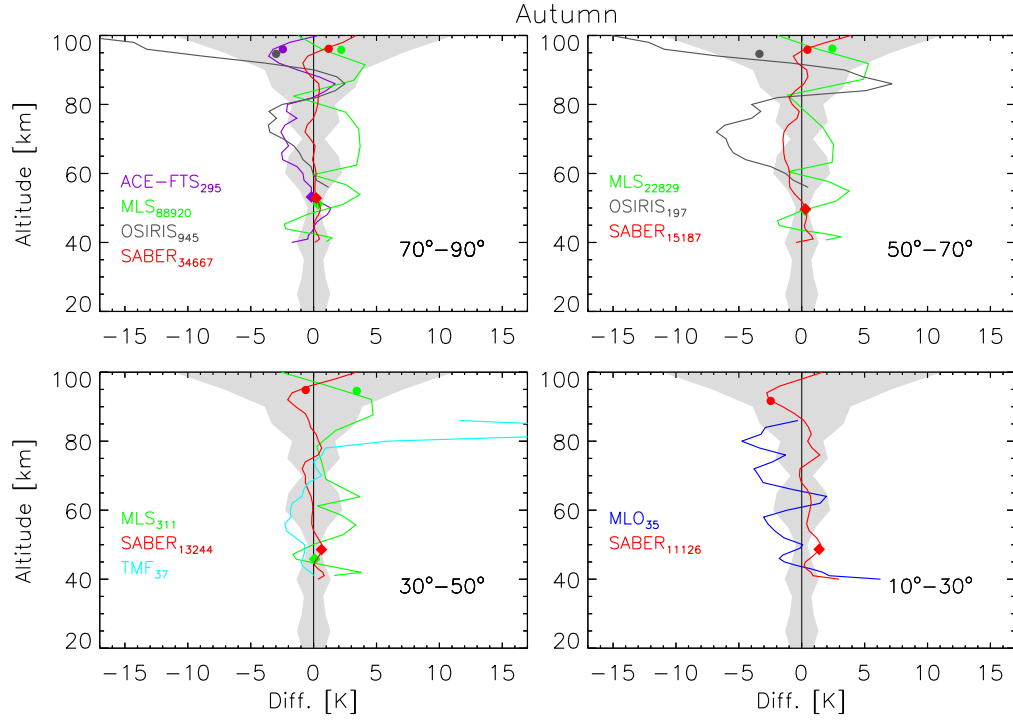 Autumn
100
80
60
40
20
Altitude [km]
ACE−FTS295
MLS88920
OSIRIS945
SABER34667
70°−90°
−15 −10 −5 0 5 10 15
100
80
60
40
20
MLS22829
OSIRIS197
SABER15187
50°−70°
−15 −10 −5 0 5 10 15
100
80
60
40
20
Altitude [km]
MLS311
SABER13244
TMF37
30°−50°
−15 −10 −5 0 5 10 15
Diff. [K]
100
80
60
40
20
MLO35
SABER11126
10°−30°
−15 −10 −5 0 5 10 15
Diff. [K]